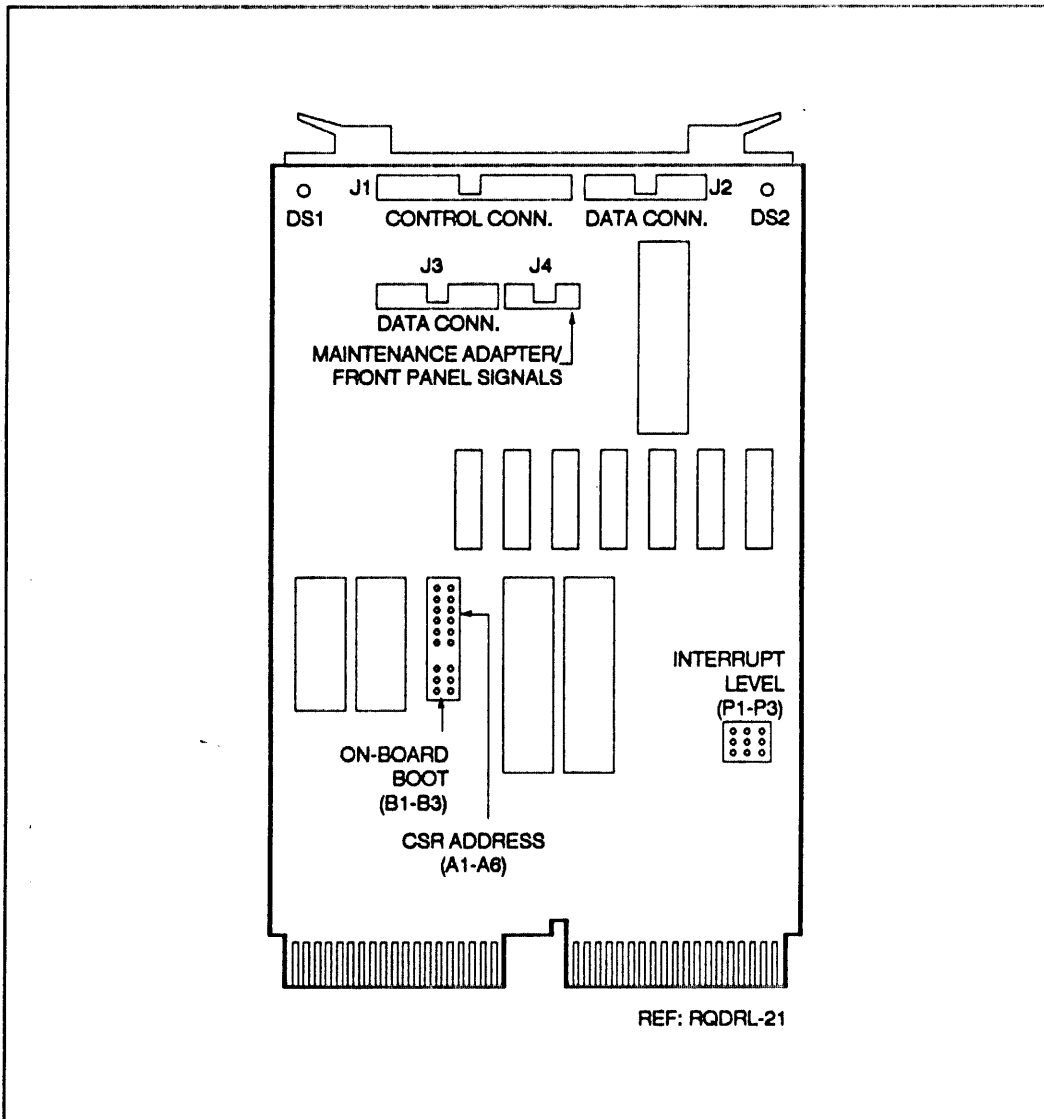 J1
J2
DS1
CONTROL CONN.
DATA CONN.
DS2
J3
J4
DATA CONN.
MAINTENANCE ADAPTER/
FRONT PANEL SIGNALS
INTERRUPT
LEVEL
(P1-P3)
ON-BOARD
BOOT
(B1-B3)
CSR ADDRESS
(A1-A6)
REF: RQDRL-21